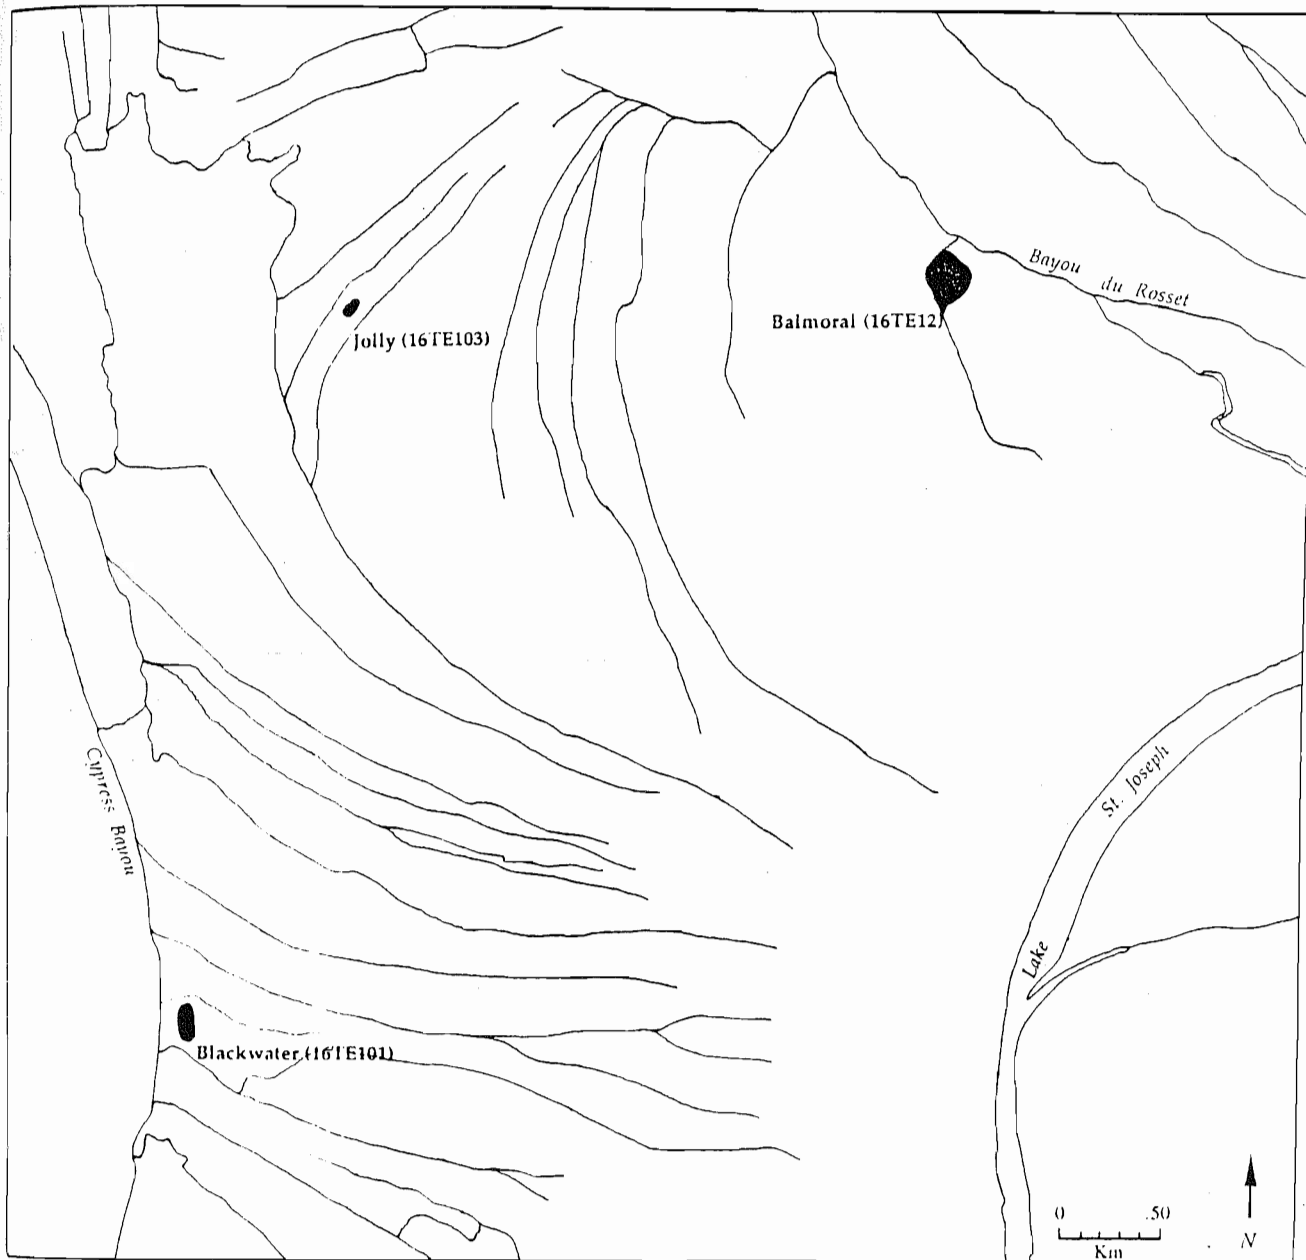 Bayou
du Rosset
Balmoral (16TE12)
Jolly (16TE103)
St. Joseph
Cypress Bayou
Lake
Blackwater (16TE101)
0 .50
Km
N